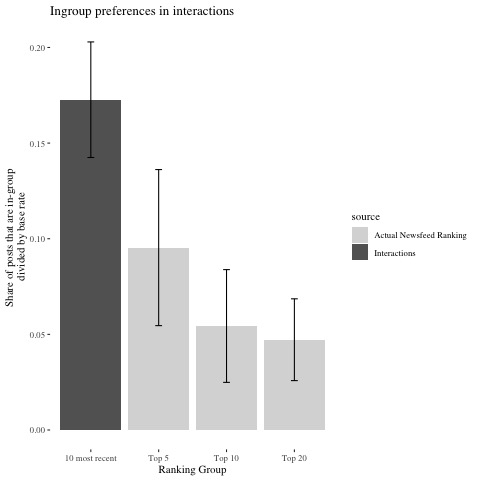 Ingroup preferences in interactions
Share of posts that are in-group
divided by base rate
0.20
0.15
0.10
0.05
0.00
10 most recent
Top 5
Top 10
Top 20
Ranking Group
source
Actual Newsfeed Ranking
Interactions